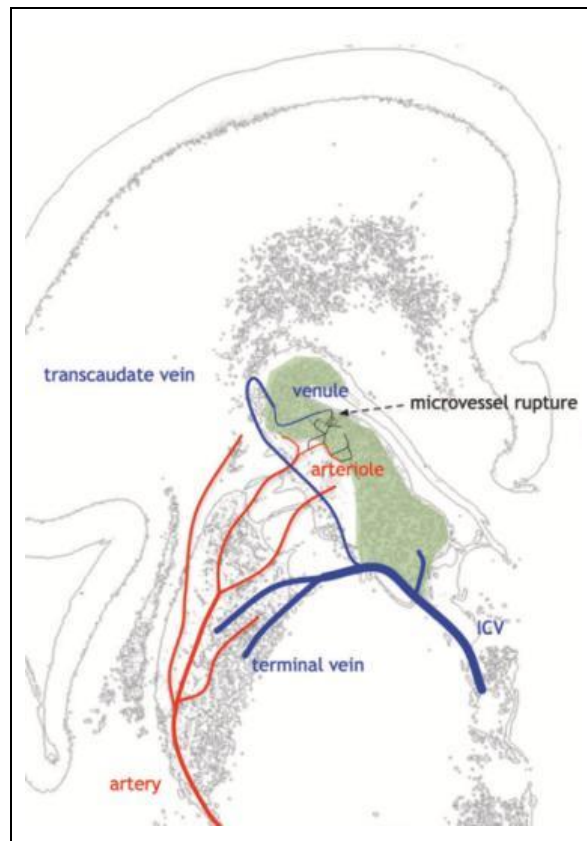 transcaudate vein
venule
microvessel rupture
arteriole
ICV
terminal vein
artery